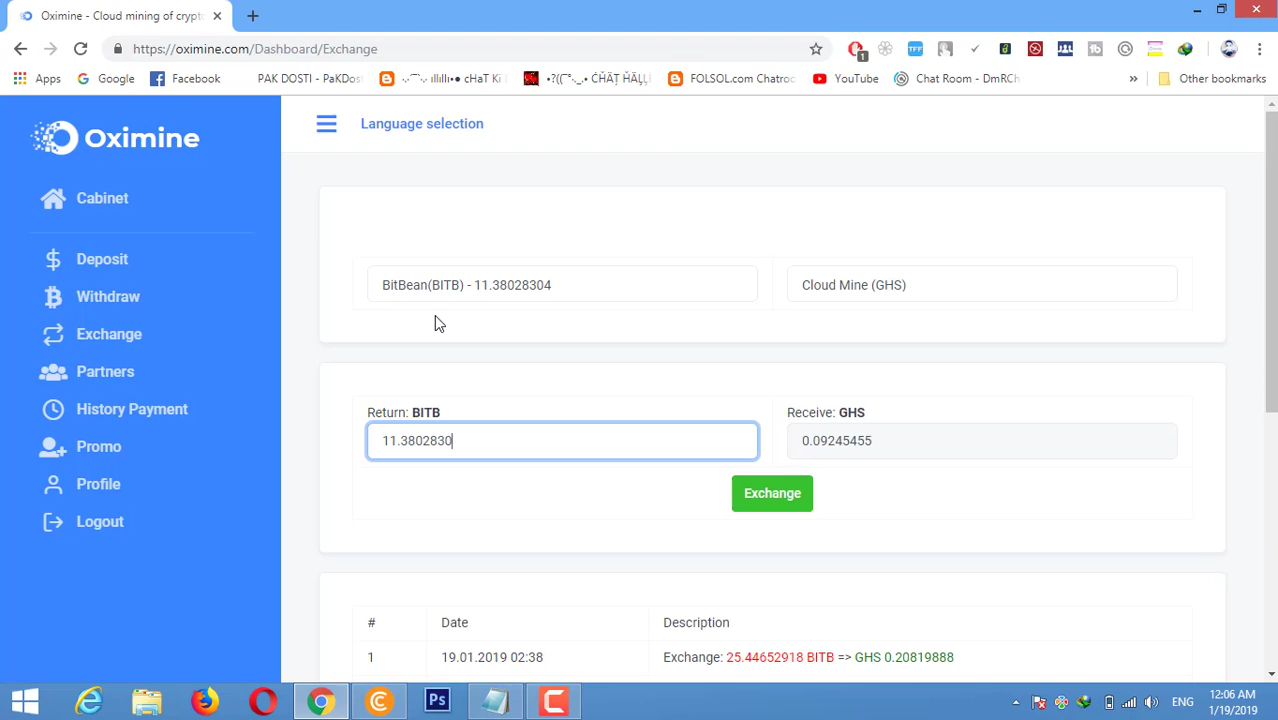 Oximine - Cloud mining of crypto
https://oximine.com/Dashboard/Exchange
Apps
Google
Facebook
PAK DOSTI - PaKDos
cHaT Ki
FOLSOL.com Chatroo
YouTube
Chat Room - DmRCh
»
Other bookmarks
Oximine
Language selection
Cabinet
Deposit
Withdraw
Exchange
Partners
History Payment
Promo
Profile
Logout
BitBean(BITB) - 11.38028304
Cloud Mine (GHS)
Return: BITB
Receive: GHS
11.3802830
0.09245455
Exchange
# Date Description
1 19.01.2019 02:38 Exchange: 25.44652918 BITB => GHS 0.20819888
Ps
ENG
12:06 AM
1/19/2019